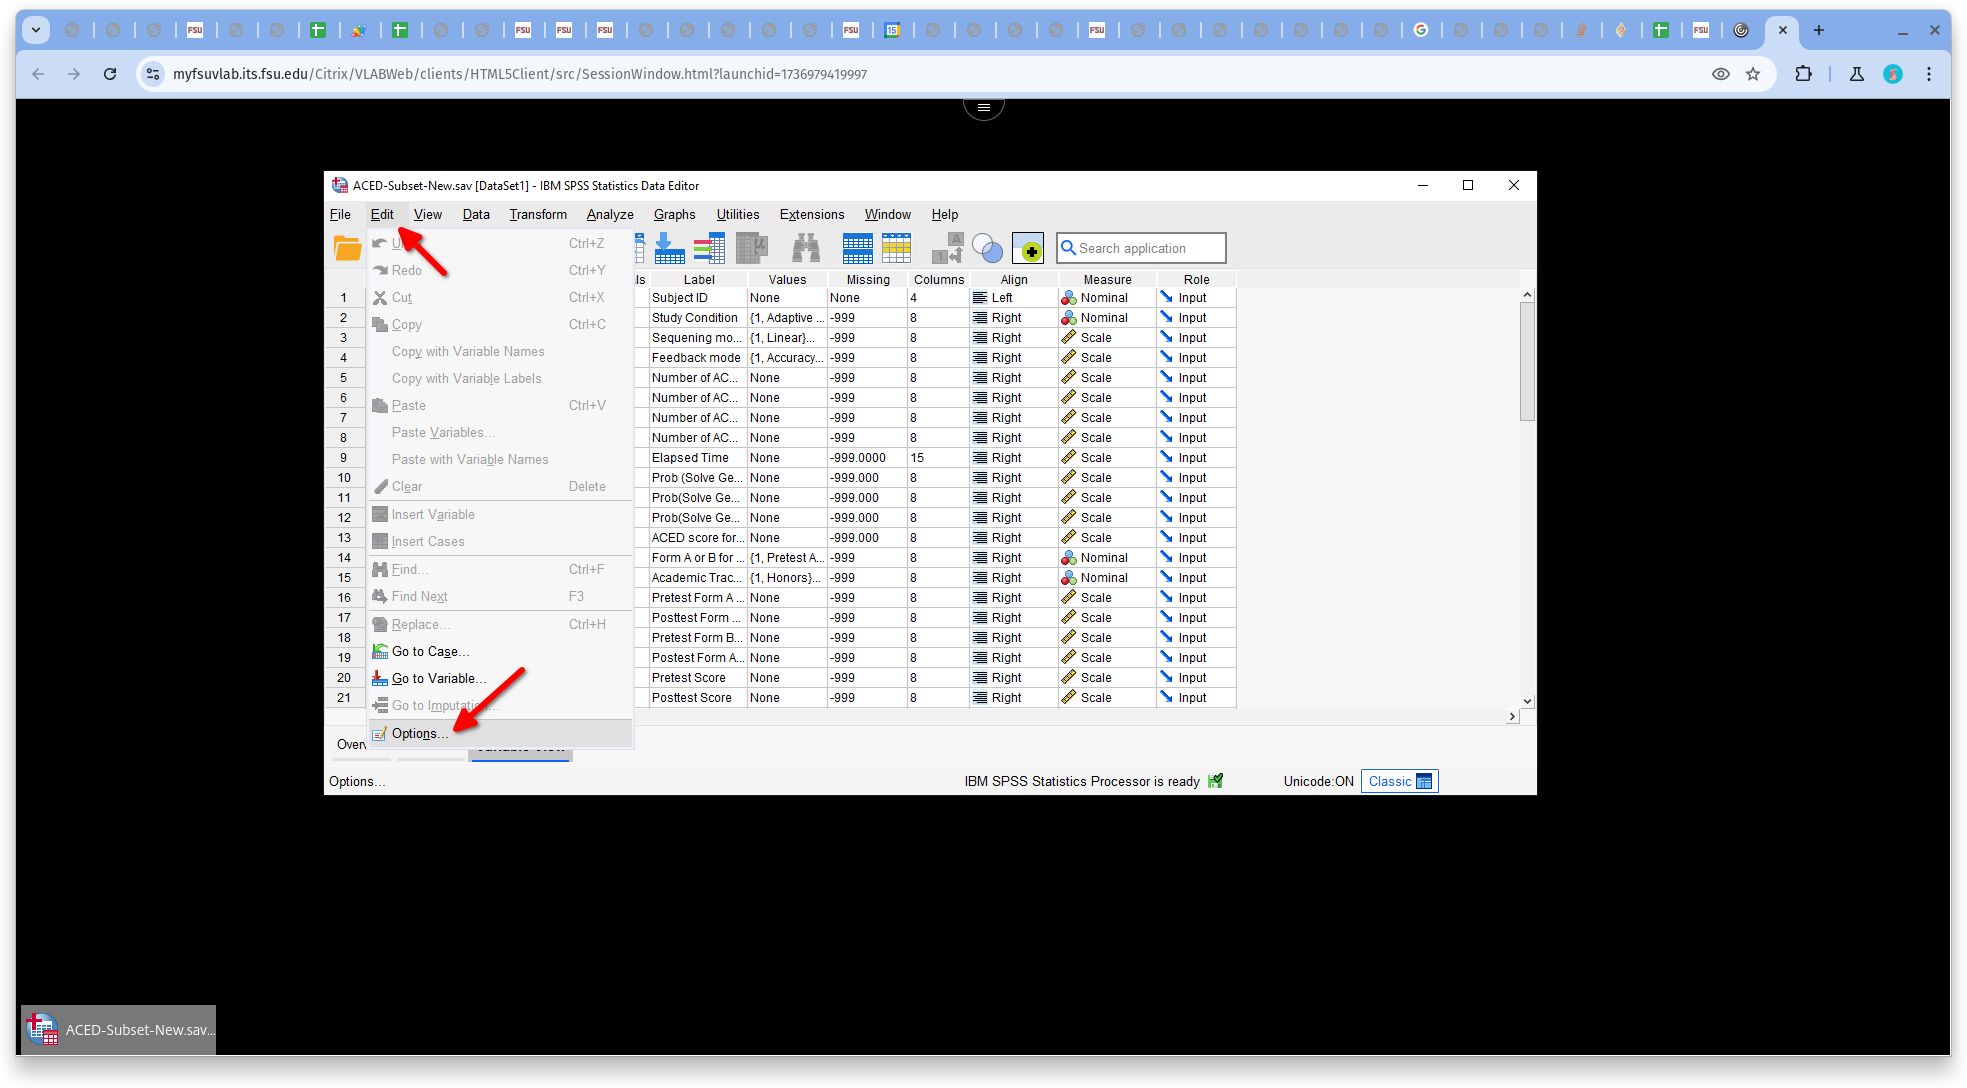 FSU
FSU
FSU
FSU
FSU
15
FSU
G
FSU
myfsuvlab.its.fsu.edu/Citrix/VLABWeb/clients/HTML5Client/src/SessionWindow.html?launchid=1736979419997
ACED-Subset-New.sav [DataSet1] - IBM SPSS Statistics Data Editor
File Edit View Data Transform Analyze Graphs Utilities Extensions Window Help
Search application
Ctrl+Z
Redo Ctrl+Y
Cut Ctrl+X
Copy Ctrl+C
Copy with Variable Names
Copy with Variable Labels
Paste Ctrl+V
Paste Variables...
Paste with Variable Names
Clear Delete
Insert Variable
Insert Cases
Find... Ctrl+F
Find Next F3
Replace... Ctrl+H
Go to Case...
Go to Variable...
Go to Imputation...
Options...
ls Label Values Missing Columns Align Measure Role
1 Subject ID None None 4 Left Nominal Input
2 Study Condition {1, Adaptive ... -999 8 Right Nominal Input
3 Sequening mo... {1, Linear}... -999 8 Right Scale Input
4 Feedback mode {1, Accuracy... -999 8 Right Scale Input
5 Number of AC... None -999 8 Right Scale Input
6 Number of AC... None -999 8 Right Scale Input
7 Number of AC... None -999 8 Right Scale Input
8 Number of AC... None -999 8 Right Scale Input
9 Elapsed Time None -999.0000 15 Right Scale Input
10 Prob (Solve Ge... None -999.000 8 Right Scale Input
11 Prob(Solve Ge... None -999.000 8 Right Scale Input
12 Prob(Solve Ge... None -999.000 8 Right Scale Input
13 ACED score for... None -999.000 8 Right Scale Input
14 Form A or B for ... {1, Pretest A... -999 8 Right Nominal Input
15 Academic Trac... {1, Honors}... -999 8 Right Nominal Input
16 Pretest Form A ... None -999 8 Right Scale Input
17 Posttest Form ... None -999 8 Right Scale Input
18 Pretest Form B... None -999 8 Right Scale Input
19 Postest Form A... None -999 8 Right Scale Input
20 Pretest Score None -999 8 Right Scale Input
21 Posttest Score None -999 8 Right Scale Input
Overv Variable View
Options... IBM SPSS Statistics Processor is ready Unicode:ON Classic
ACED-Subset-New.sav...